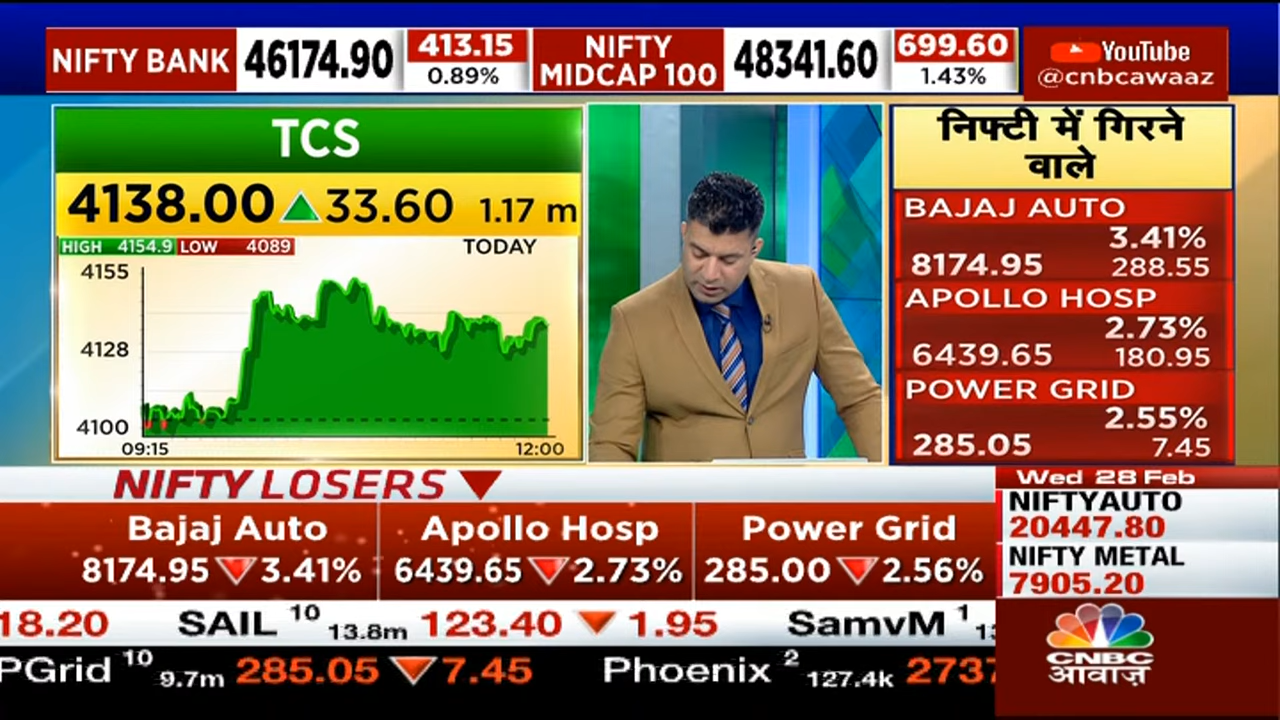 NIFTY BANK 46174.90 413.15 0.89%
NIFTY MIDCAP 100 48341.60 699.60 1.43%
YouTube
@cnbcawaaz
TCS
4138.00 33.60 1.17 m
HIGH 4154.9 LOW 4089 TODAY
4155
4128
4100
09:15 12:00
निफ्टी में गिरने
वाले
BAJAJ AUTO
3.41%
8174.95 288.55
APOLLO HOSP
2.73%
6439.65 180.95
POWER GRID
2.55%
285.05 7.45
NIFTY LOSERS
Bajaj Auto
8174.95 3.41%
Apollo Hosp
6439.65 2.73%
Power Grid
285.00 2.56%
Wed 28 Feb
NIFTYAUTO
20447.80
NIFTY METAL
7905.20
18.20 SAIL 10 13.8m 123.40 1.95 SamvM 1
PGrid 10 9.7m 285.05 7.45 Phoenix 2 127.4k 2737
CNBC
आवाज़